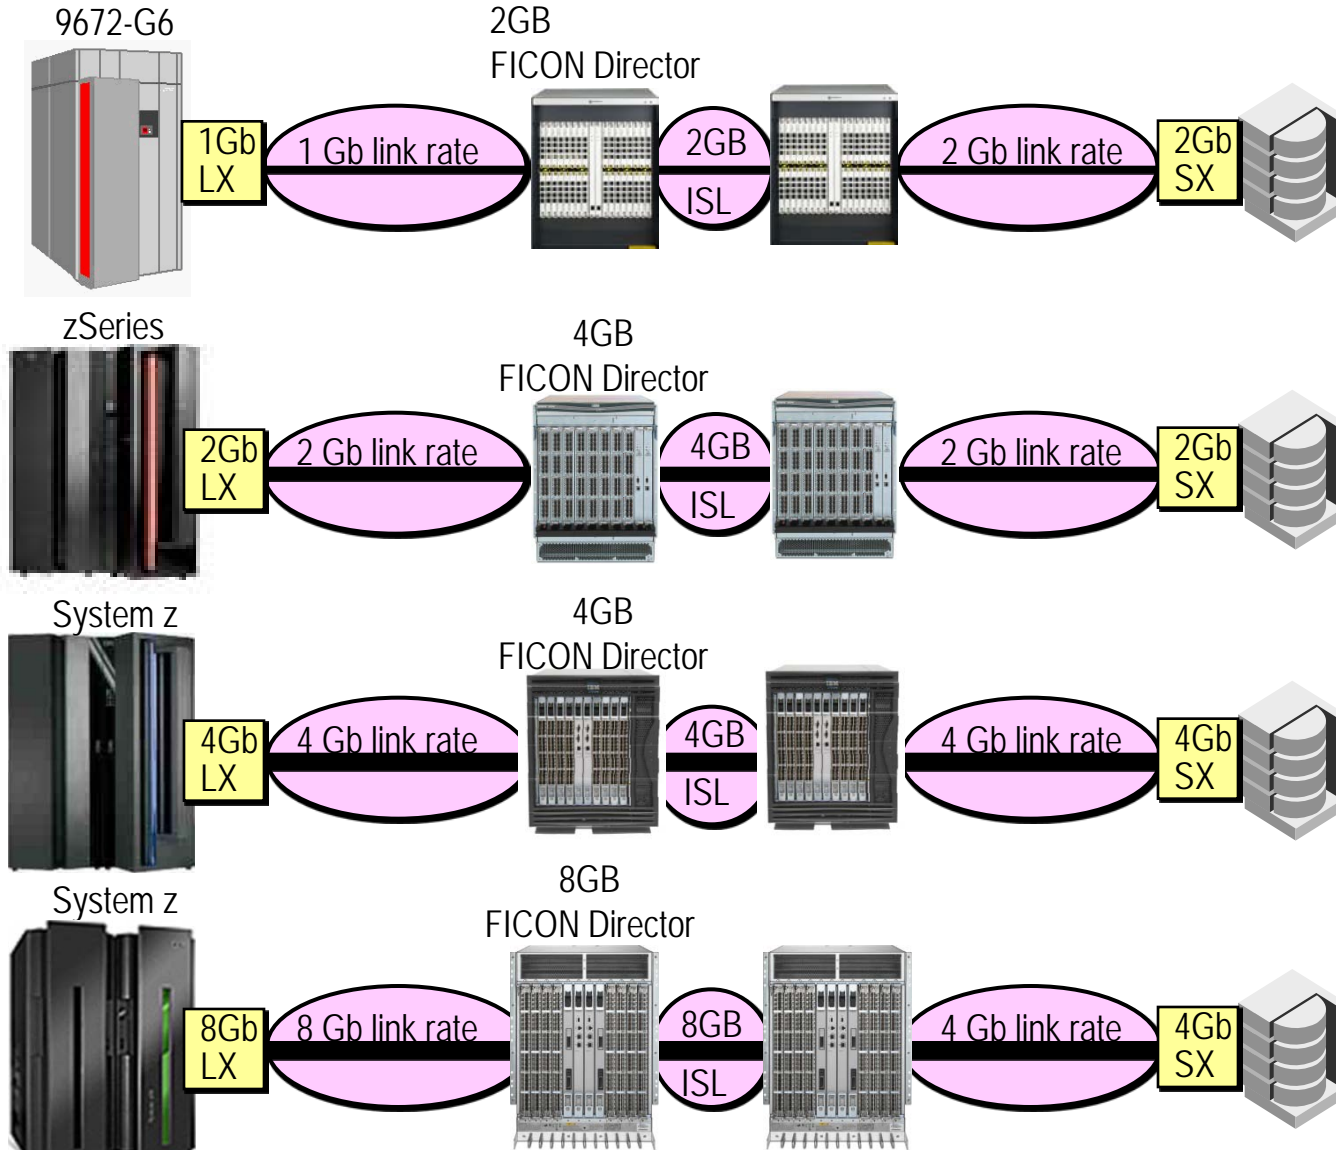 9672-G6
2GB
FICON Director
1Gb
LX
1 Gb link rate
2GB
ISL
2 Gb link rate
2Gb
SX
zSeries
4GB
FICON Director
2Gb
LX
2 Gb link rate
4GB
ISL
2 Gb link rate
2Gb
SX
System z
4GB
FICON Director
4Gb
LX
4 Gb link rate
4GB
ISL
4 Gb link rate
4Gb
SX
System z
8GB
FICON Director
8Gb
LX
8 Gb link rate
8GB
ISL
4 Gb link rate
4Gb
SX